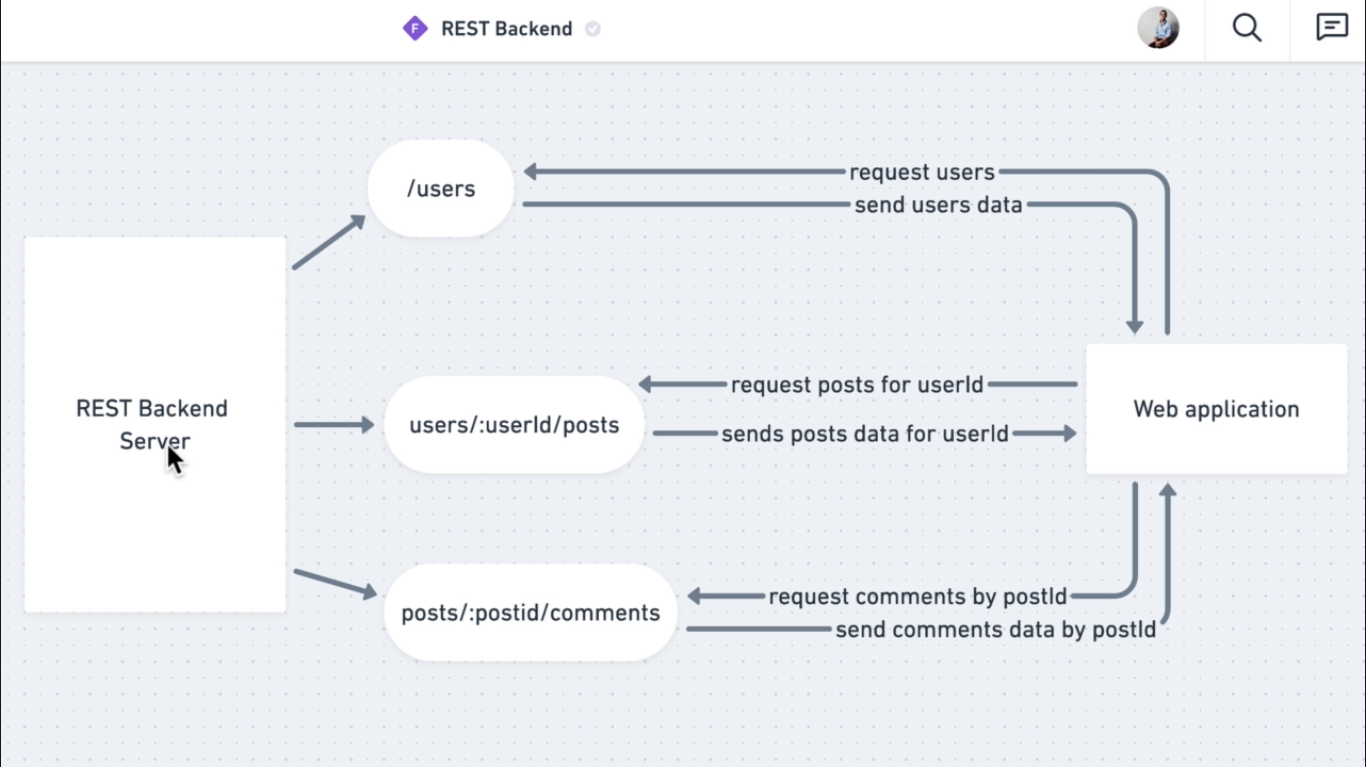 F REST Backend
/users
request users
send users data
REST Backend
Server
users/:userId/posts
request posts for userId
sends posts data for userId
Web application
posts/:postid/comments
request comments by postId
send comments data by postId